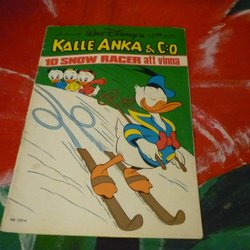 WALT DISNEY'S
KALLE ANKA & C:O
10 SNOW RACER att vinna